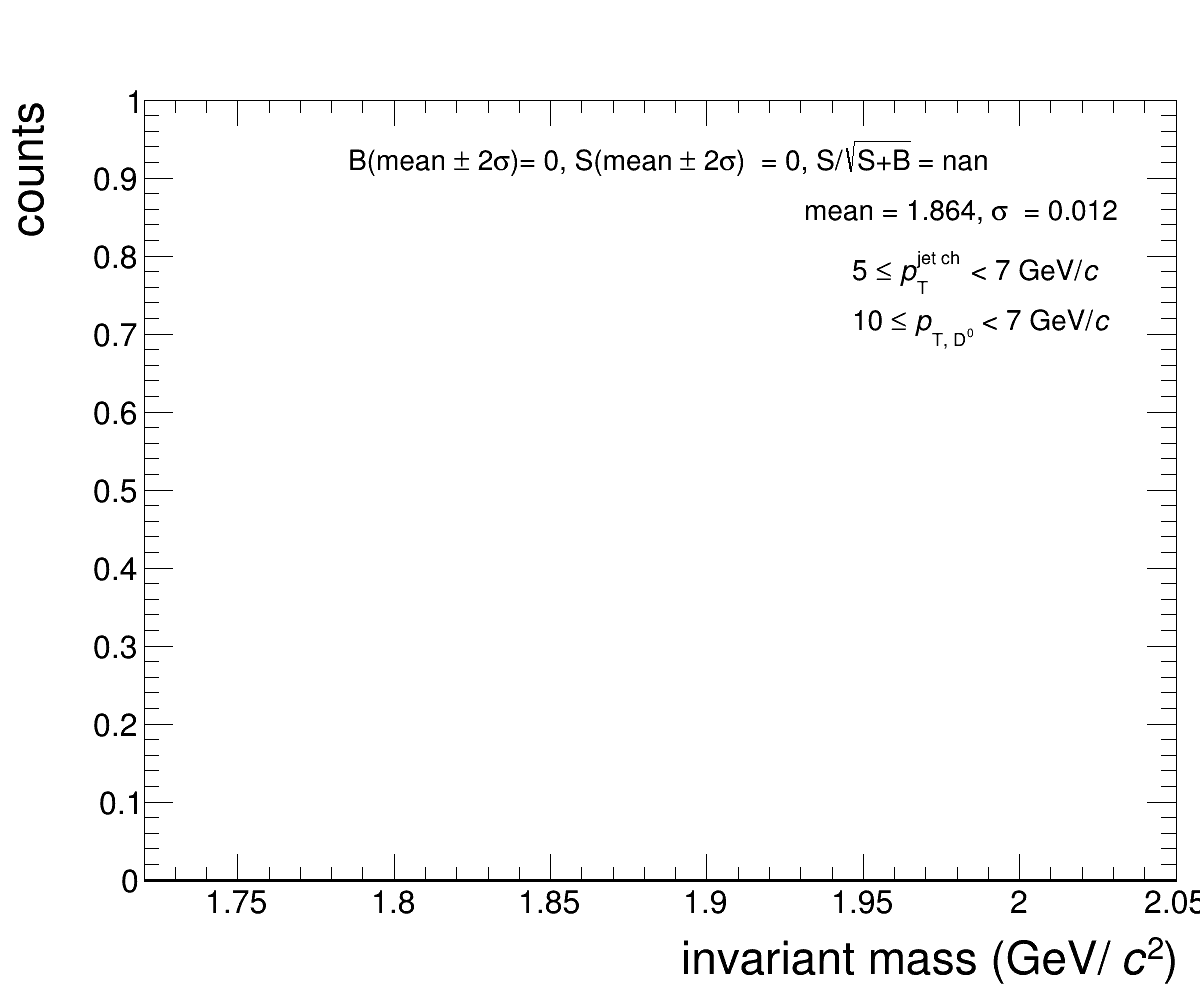 counts
1
B(mean ± 2σ)= 0, S(mean ± 2σ) = 0, S/√S+B = nan
0.9
mean = 1.864, σ = 0.012
0.8
5 ≤ p_T^jet ch < 7 GeV/c
10 ≤ p_T, D⁰ < 7 GeV/c
0.7
0.6
0.5
0.4
0.3
0.2
0.1
0
1.75 1.8 1.85 1.9 1.95 2 2.05
invariant mass (GeV/ c²)